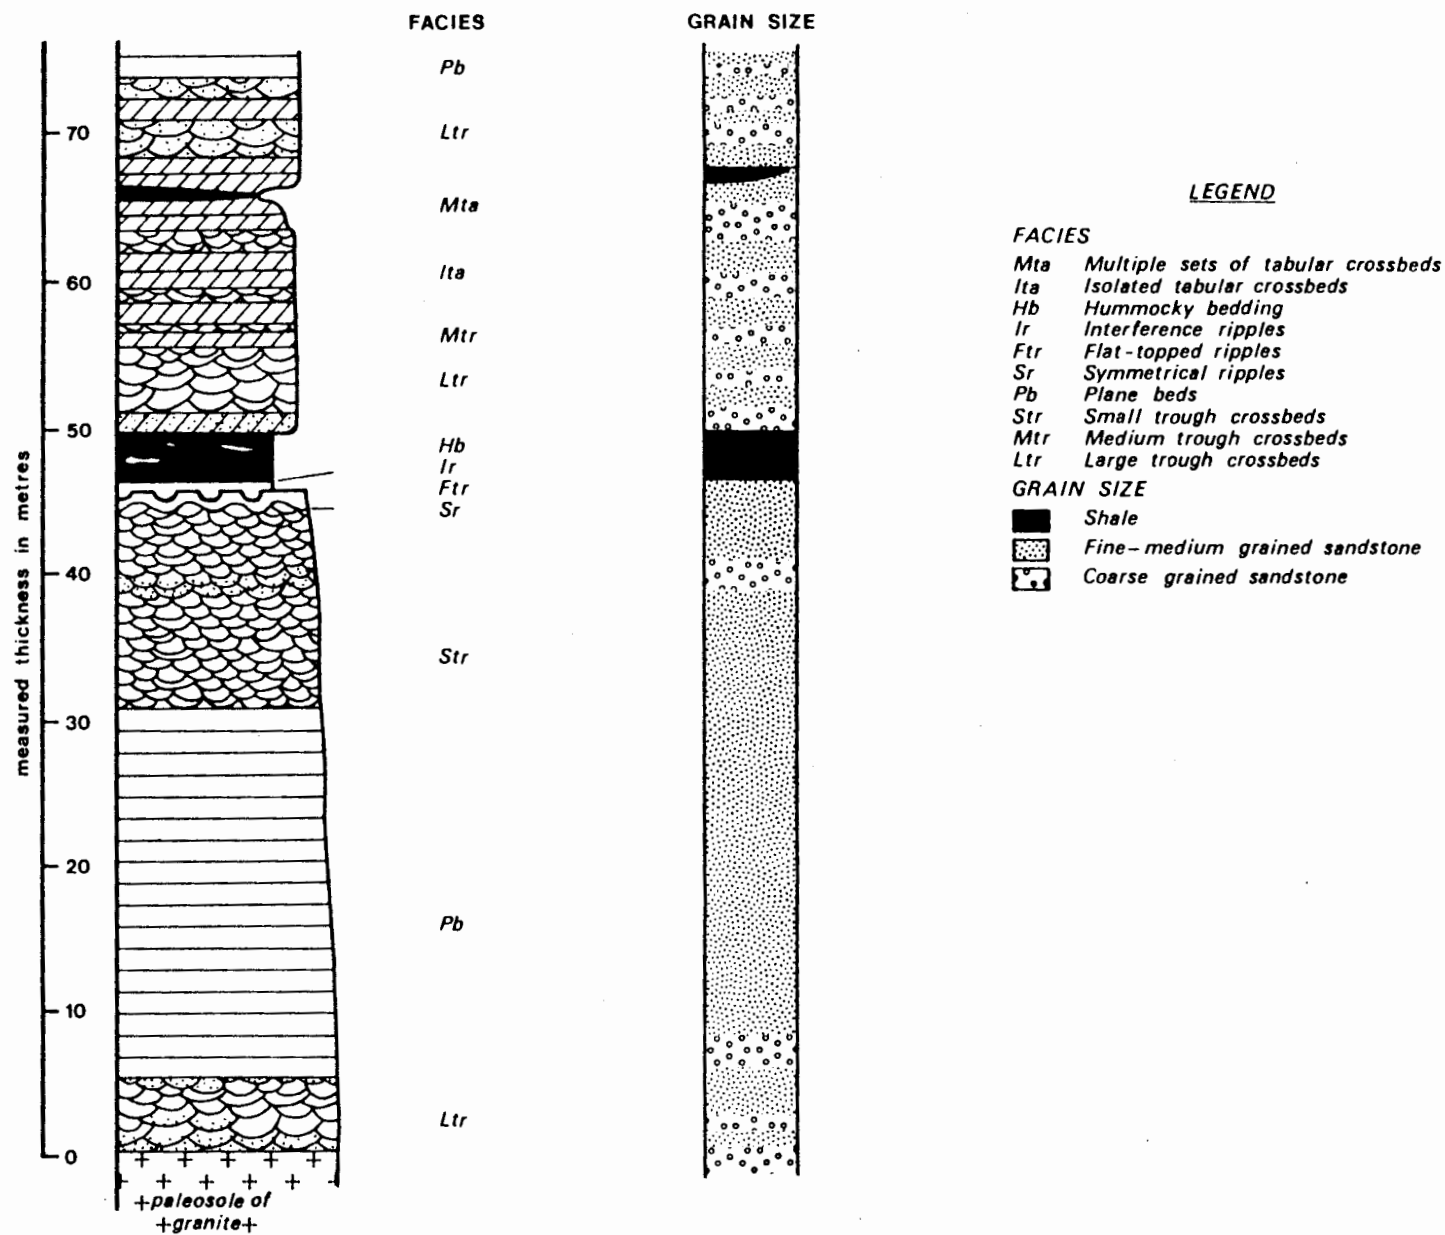 FACIES
GRAIN SIZE
measured thickness in metres
70
60
50
40
30
20
10
0
Pb
Ltr
Mta
Ita
Mtr
Ltr
Hb
Ir
Ftr
Sr
Str
Pb
Ltr
+paleosole of
+granite+
LEGEND
FACIES
Mta Multiple sets of tabular crossbeds
Ita Isolated tabular crossbeds
Hb Hummocky bedding
Ir Interference ripples
Ftr Flat-topped ripples
Sr Symmetrical ripples
Pb Plane beds
Str Small trough crossbeds
Mtr Medium trough crossbeds
Ltr Large trough crossbeds
GRAIN SIZE
Shale
Fine-medium grained sandstone
Coarse grained sandstone